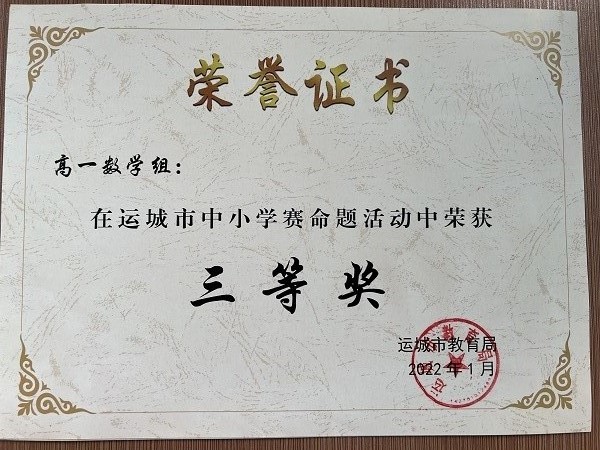 荣誉证书
高一数学组：
在运城市中小学赛命题活动中荣获
三等奖
运城市教育局
2022年1月